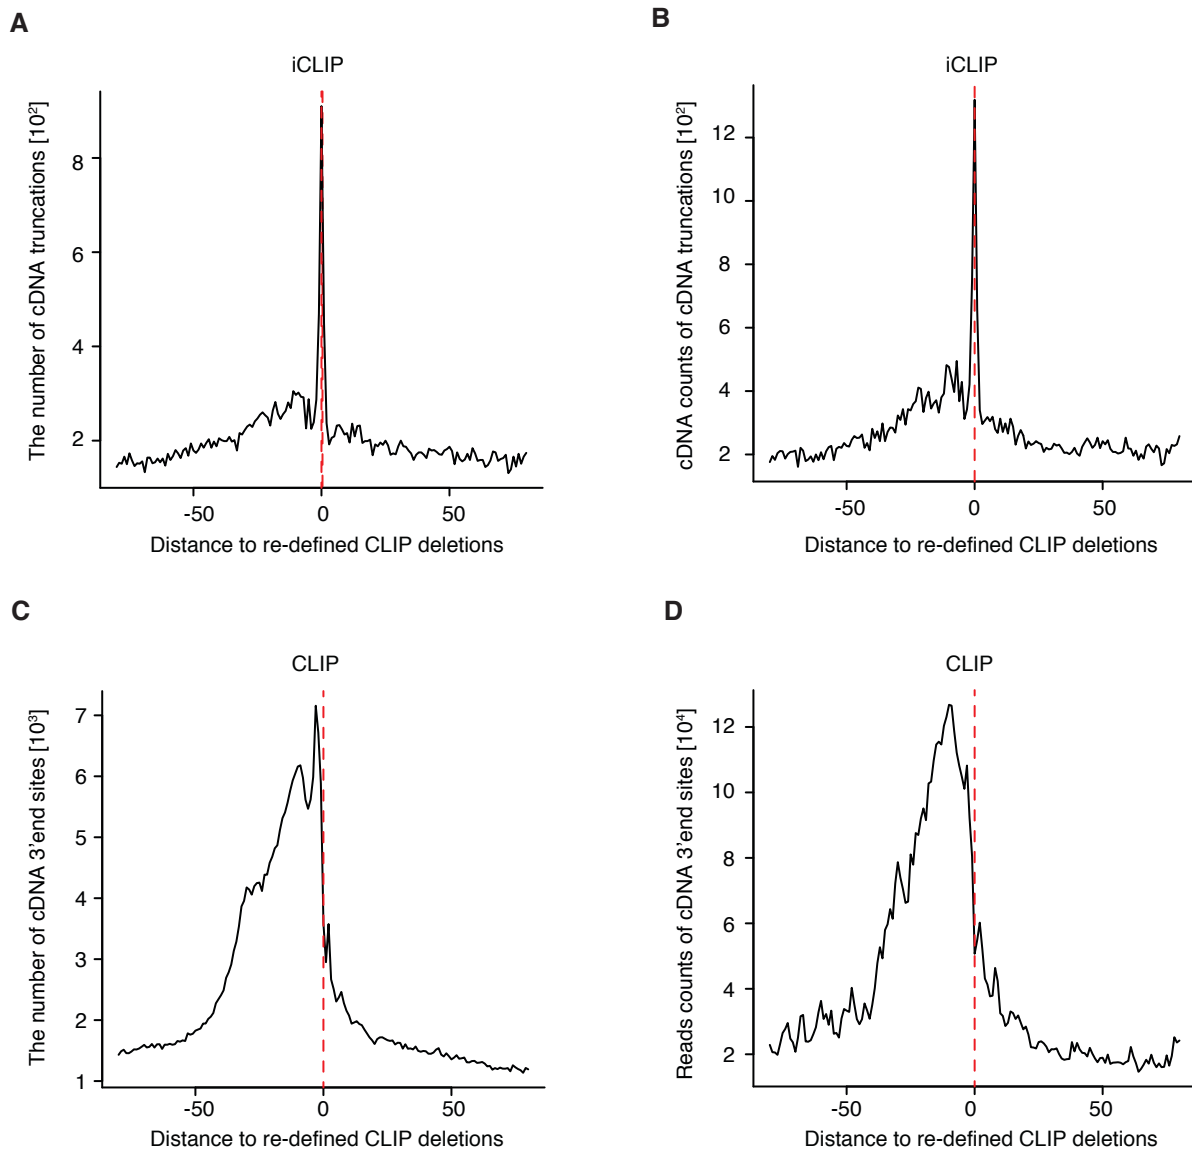 A
iCLIP
The number of cDNA truncations [10²]
8
6
4
2
-50 0 50
Distance to re-defined CLIP deletions
B
iCLIP
cDNA counts of cDNA truncations [10²]
12
10
8
6
4
2
-50 0 50
Distance to re-defined CLIP deletions
C
CLIP
The number of cDNA 3'end sites [10³]
7
6
5
4
3
2
1
-50 0 50
Distance to re-defined CLIP deletions
D
CLIP
Reads counts of cDNA 3'end sites [10⁴]
12
10
8
6
4
2
-50 0 50
Distance to re-defined CLIP deletions